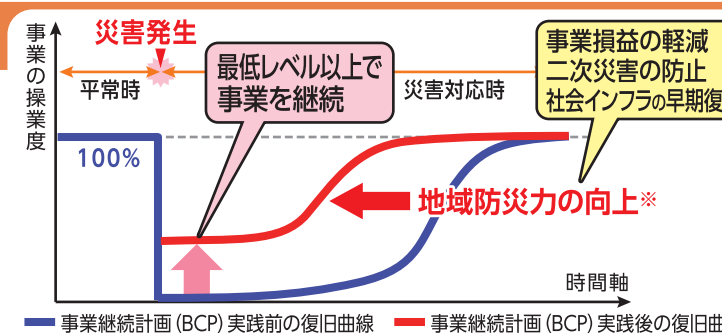 事業の操業度
災害発生
平常時
最低レベル以上で
事業を継続
災害対応時
事業損益の軽減
二次災害の防止
社会インフラの早期復
100%
地域防災力の向上※
時間軸
事業継続計画（BCP）実践前の復旧曲線
事業継続計画（BCP）実践後の復旧曲